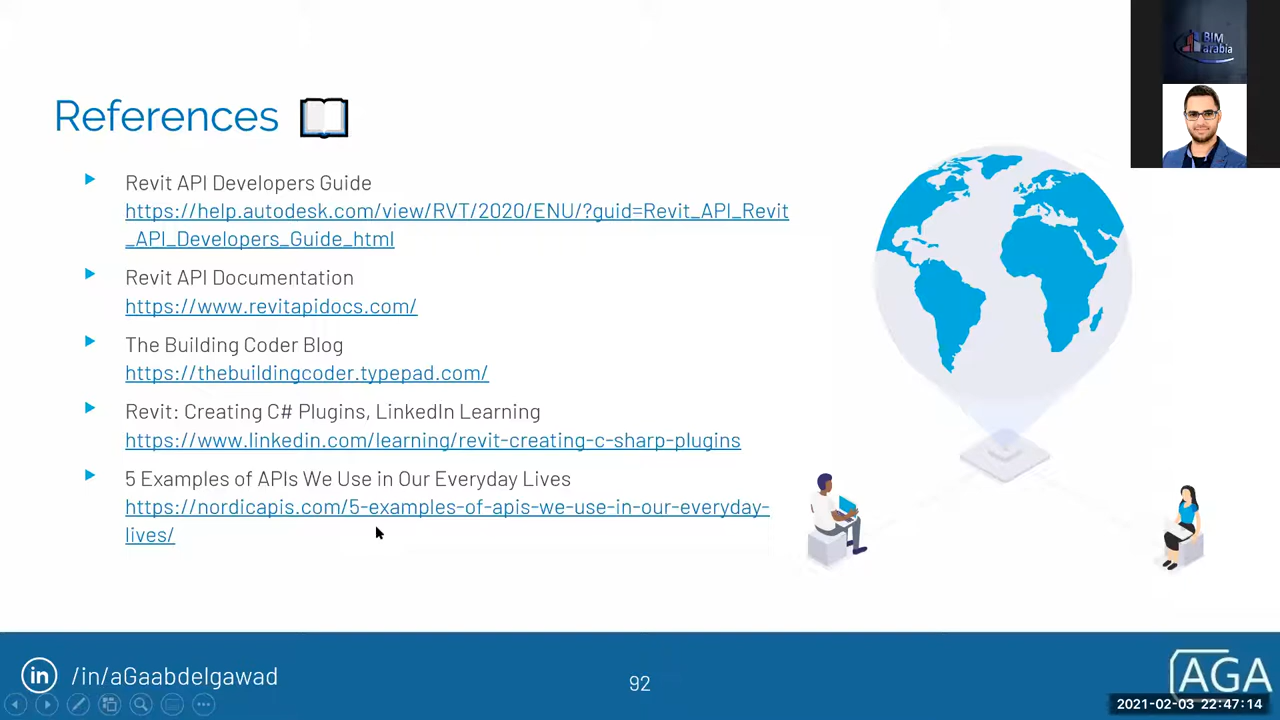 BIM
arabia
References
Revit API Developers Guide
https://help.autodesk.com/view/RVT/2020/ENU/?guid=Revit_API_Revit
_API_Developers_Guide_html
Revit API Documentation
https://www.revitapidocs.com/
The Building Coder Blog
https://thebuildingcoder.typepad.com/
Revit: Creating C# Plugins, LinkedIn Learning
https://www.linkedin.com/learning/revit-creating-c-sharp-plugins
5 Examples of APIs We Use in Our Everyday Lives
https://nordicapis.com/5-examples-of-apis-we-use-in-our-everyday-
lives/
in /in/aGaabdelgawad
92
AGA
2021-02-03 22:47:14